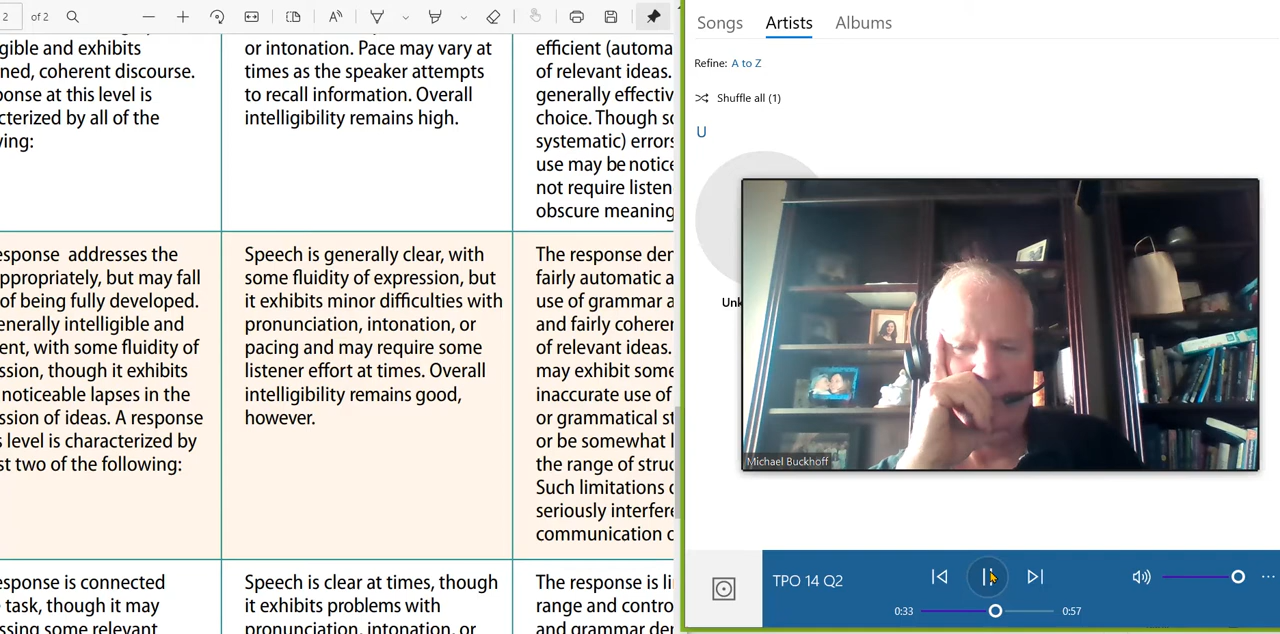 2 of 2
gible and exhibits
ned, coherent discourse.
onse at this level is
cterized by all of the
ving:
or intonation. Pace may vary at
times as the speaker attempts
to recall information. Overall
intelligibility remains high.
efficient (automa
of relevant ideas.
generally effectiv
choice. Though so
systematic) errors
use may be notice
not require listen
obscure meaning
esponse addresses the
ppropriately, but may fall
of being fully developed.
enerally intelligible and
ent, with some fluidity of
ssion, though it exhibits
noticeable lapses in the
ssion of ideas. A response
s level is characterized by
st two of the following:
Speech is generally clear, with
some fluidity of expression, but
it exhibits minor difficulties with
pronunciation, intonation, or
pacing and may require some
listener effort at times. Overall
intelligibility remains good,
however.
The response der
fairly automatic a
use of grammar a
and fairly coheren
of relevant ideas.
may exhibit some
inaccurate use of
or grammatical st
or be somewhat l
the range of struc
Such limitations c
seriously interfere
communication o
esponse is connected
task, though it may
ssing some relevant
Speech is clear at times, though
it exhibits problems with
pronunciation, intonation, or
The response is li
range and contro
and grammar der
Songs Artists Albums
Refine: A to Z
Shuffle all (1)
U
Unk
Michael Buckhoff
TPO 14 Q2
0:33 0:57